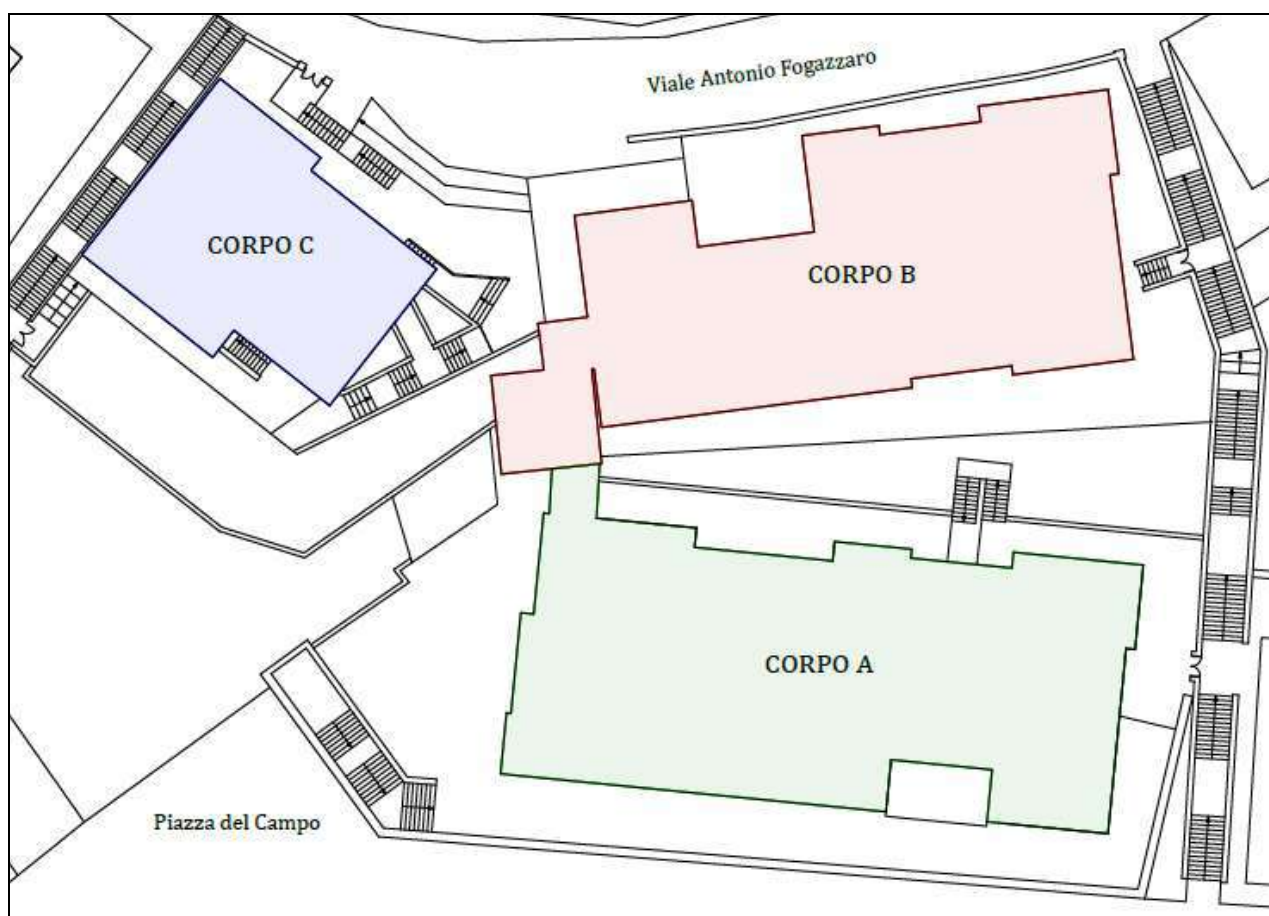 Viale Antonio Fogazzaro
CORPO C
CORPO B
CORPO A
Piazza del Campo